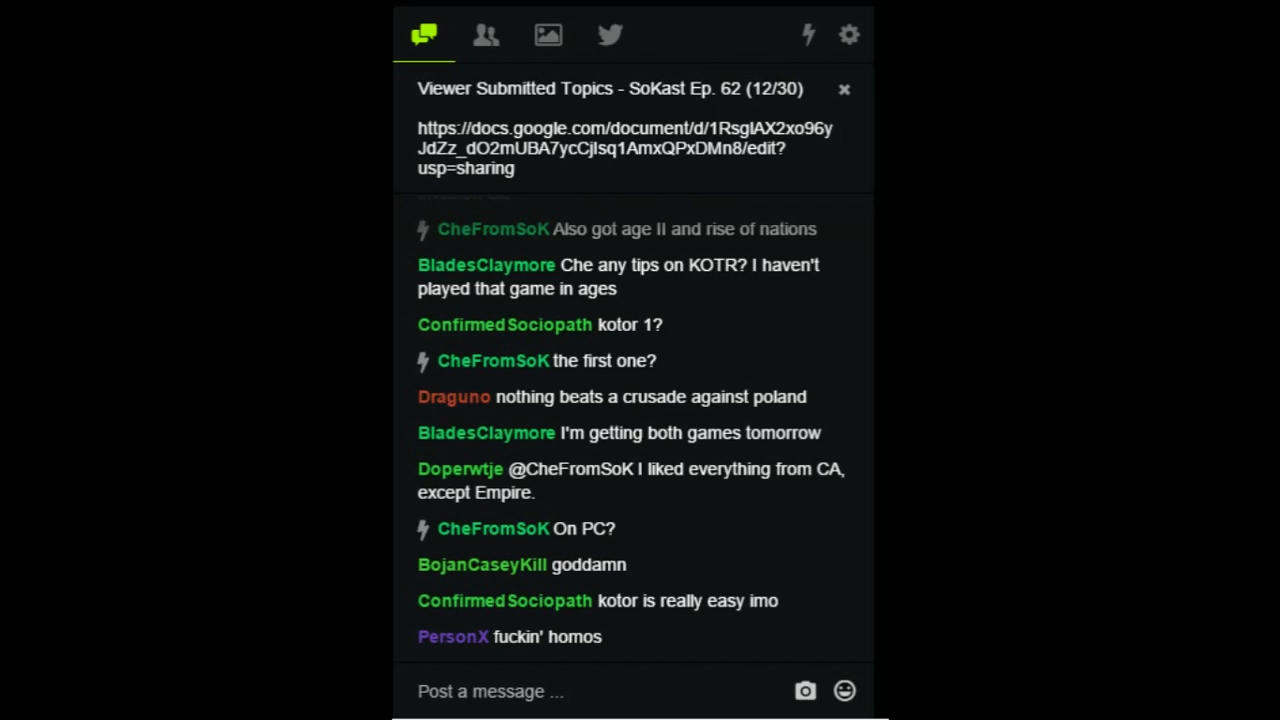 Viewer Submitted Topics - SoKast Ep. 62 (12/30)
https://docs.google.com/document/d/1RsglAX2xo96y
JdZz_dO2mUBA7ycCjlsq1AmxQPxDMn8/edit?
usp=sharing
CheFromSoK Also got age II and rise of nations
BladesClaymore Che any tips on KOTR? I haven't
played that game in ages
ConfirmedSociopath kotor 1?
CheFromSoK the first one?
Draguno nothing beats a crusade against poland
BladesClaymore I'm getting both games tomorrow
Doperwtje @CheFromSoK I liked everything from CA,
except Empire.
CheFromSoK On PC?
BojanCaseyKill goddamn
ConfirmedSociopath kotor is really easy imo
PersonX fuckin' homos
Post a message ...